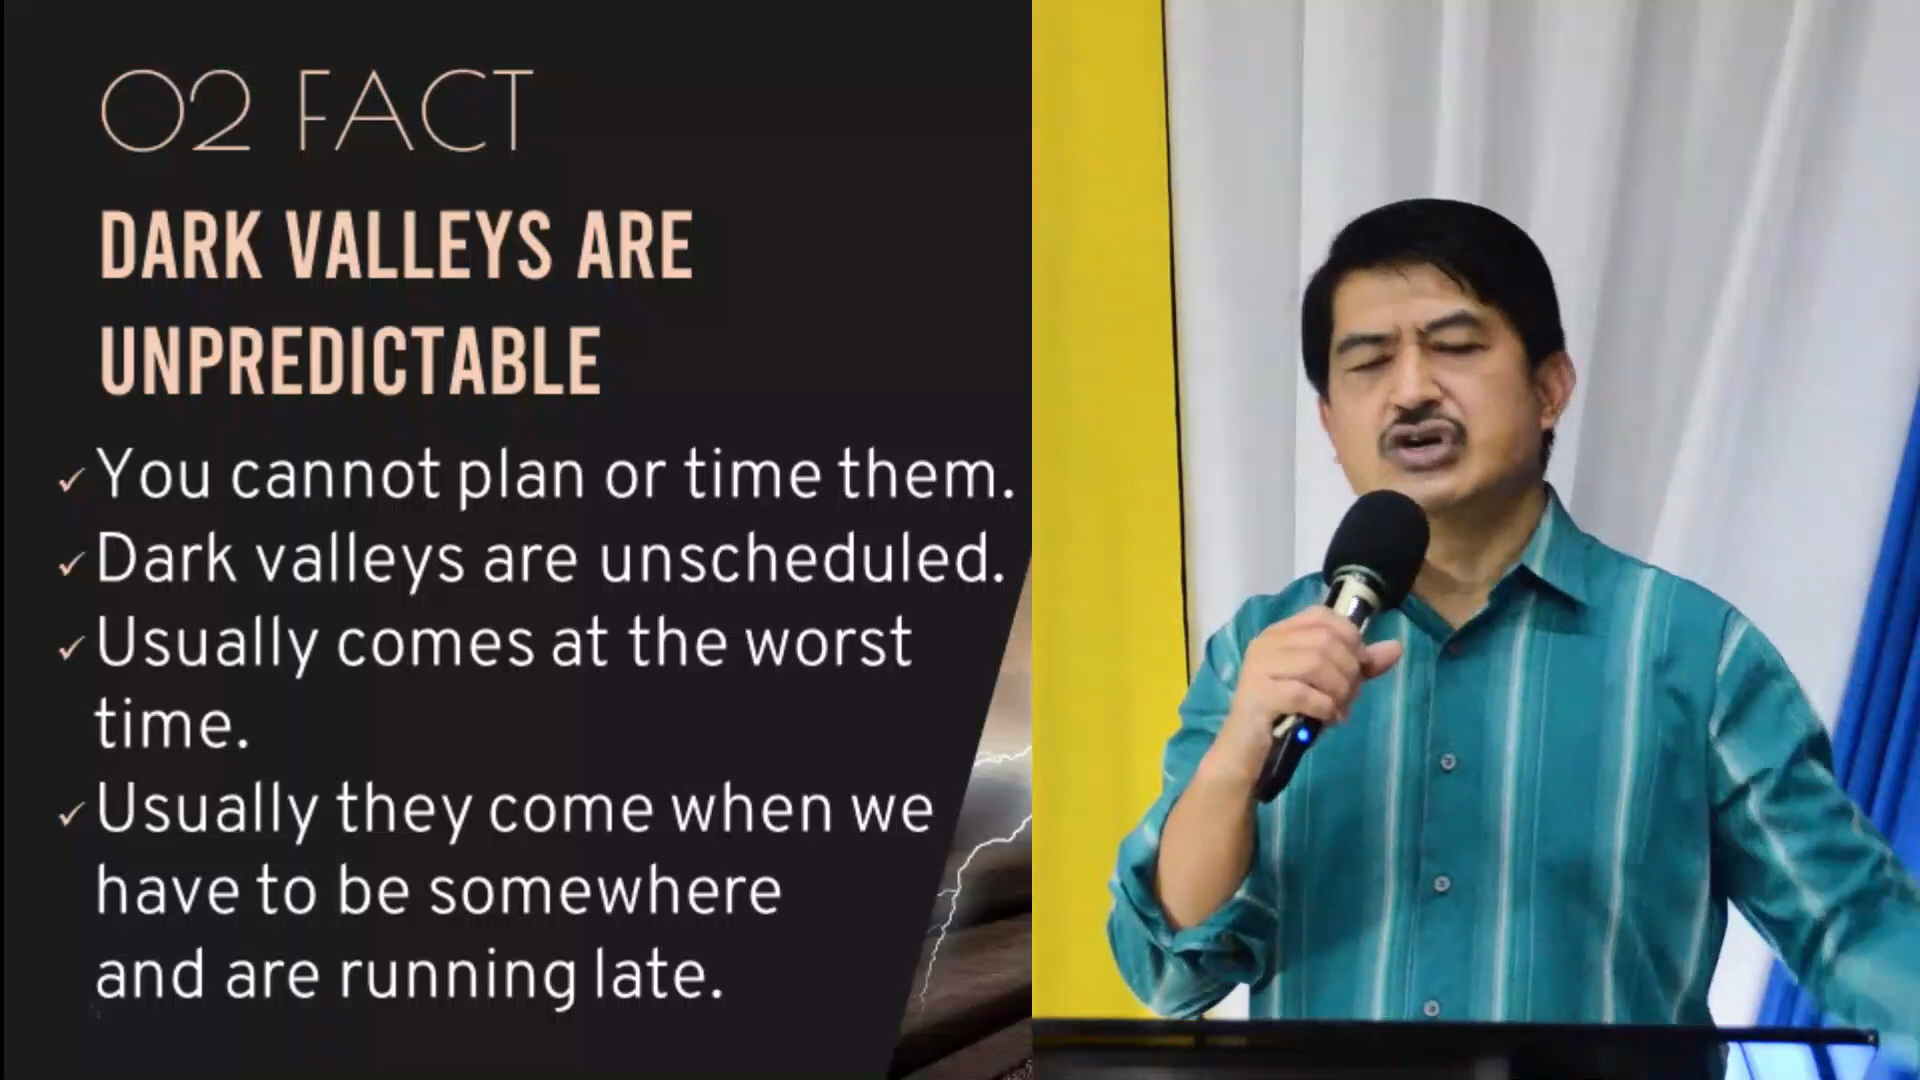 02 FACT
DARK VALLEYS ARE
UNPREDICTABLE
✓ You cannot plan or time them.
✓ Dark valleys are unscheduled.
✓ Usually comes at the worst
time.
✓ Usually they come when we
have to be somewhere
and are running late.